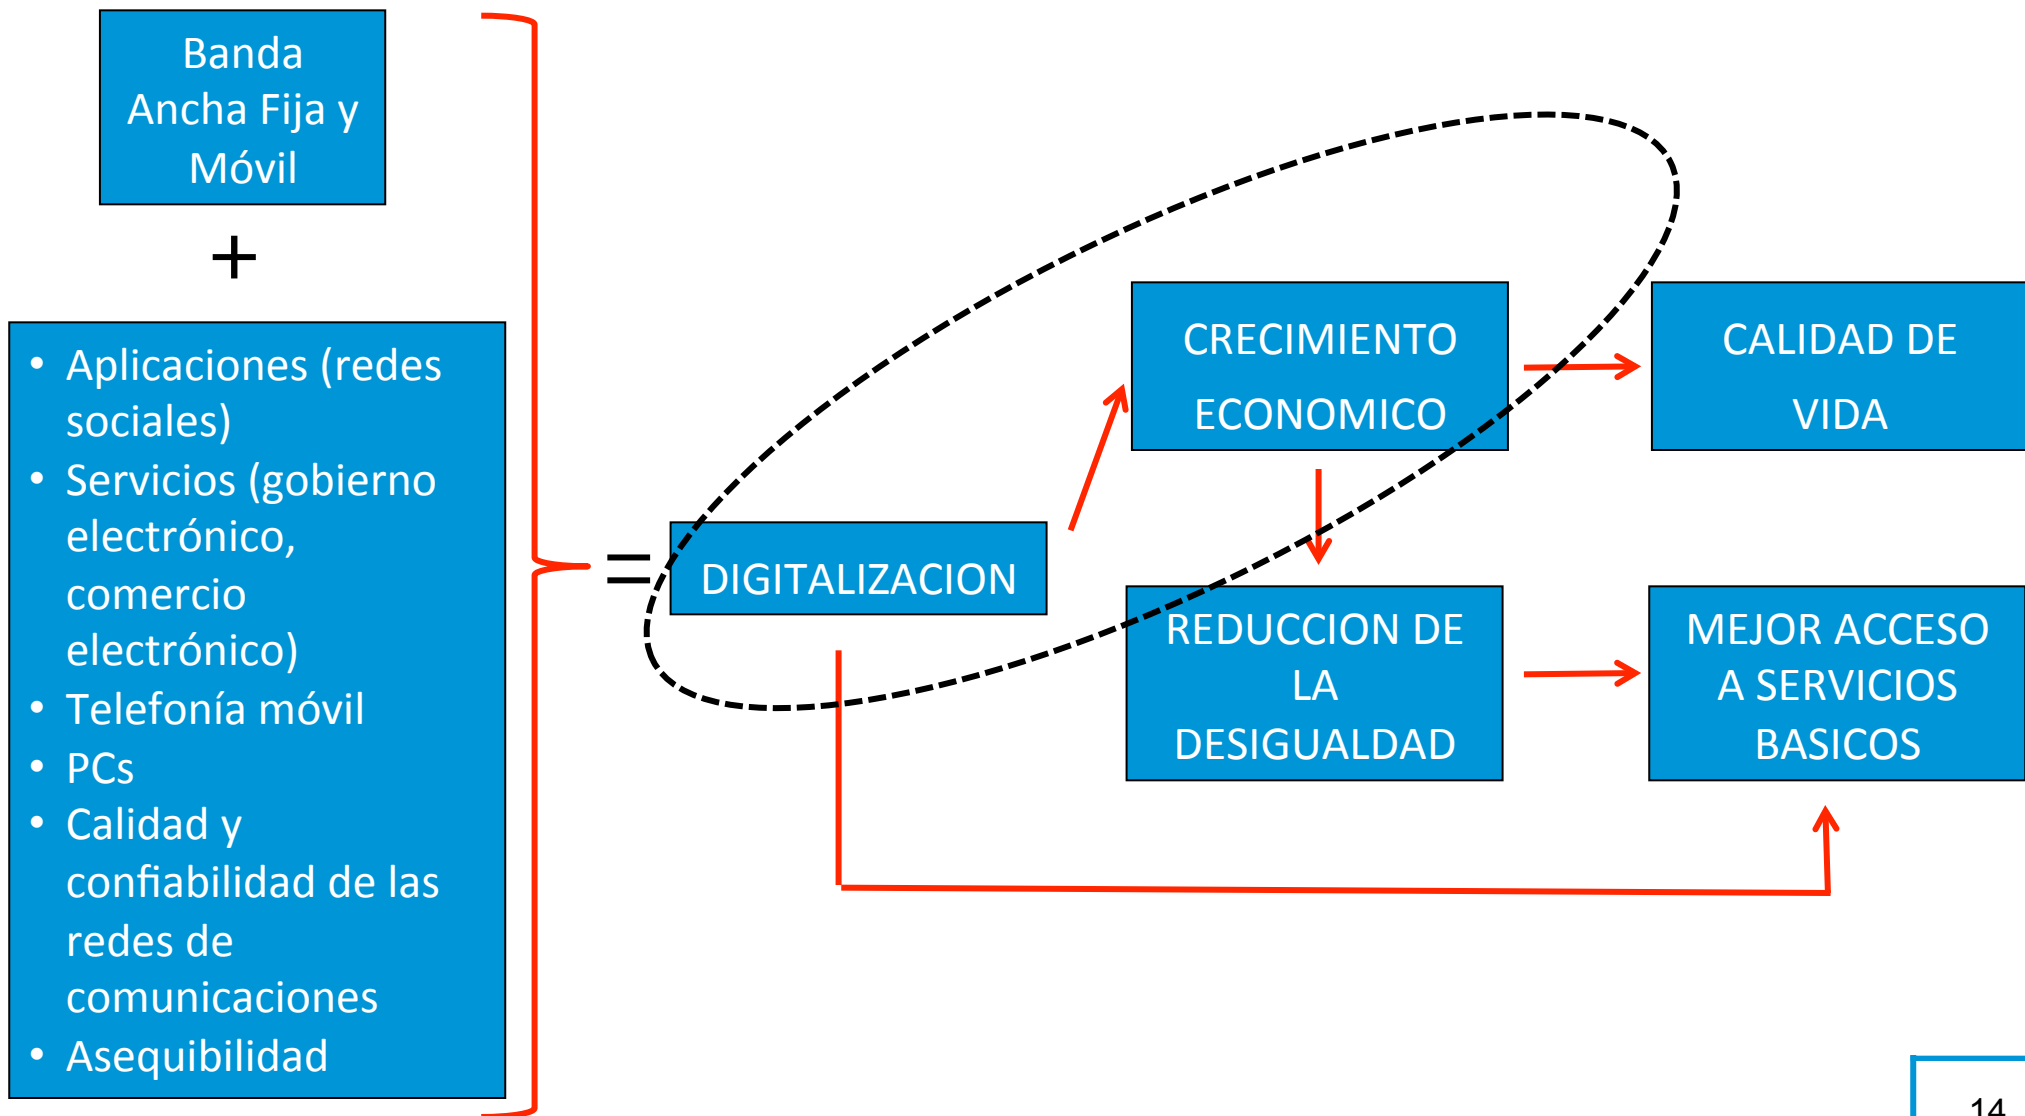 Banda
Ancha Fija y
Móvil
+
• Aplicaciones (redes
sociales)
• Servicios (gobierno
electrónico,
comercio
electrónico)
• Telefonía móvil
• PCs
• Calidad y
confiabilidad de las
redes de
comunicaciones
• Asequibilidad
=
DIGITALIZACION
CRECIMIENTO
ECONOMICO
CALIDAD DE
VIDA
REDUCCION DE
LA
DESIGUALDAD
MEJOR ACCESO
A SERVICIOS
BASICOS
14